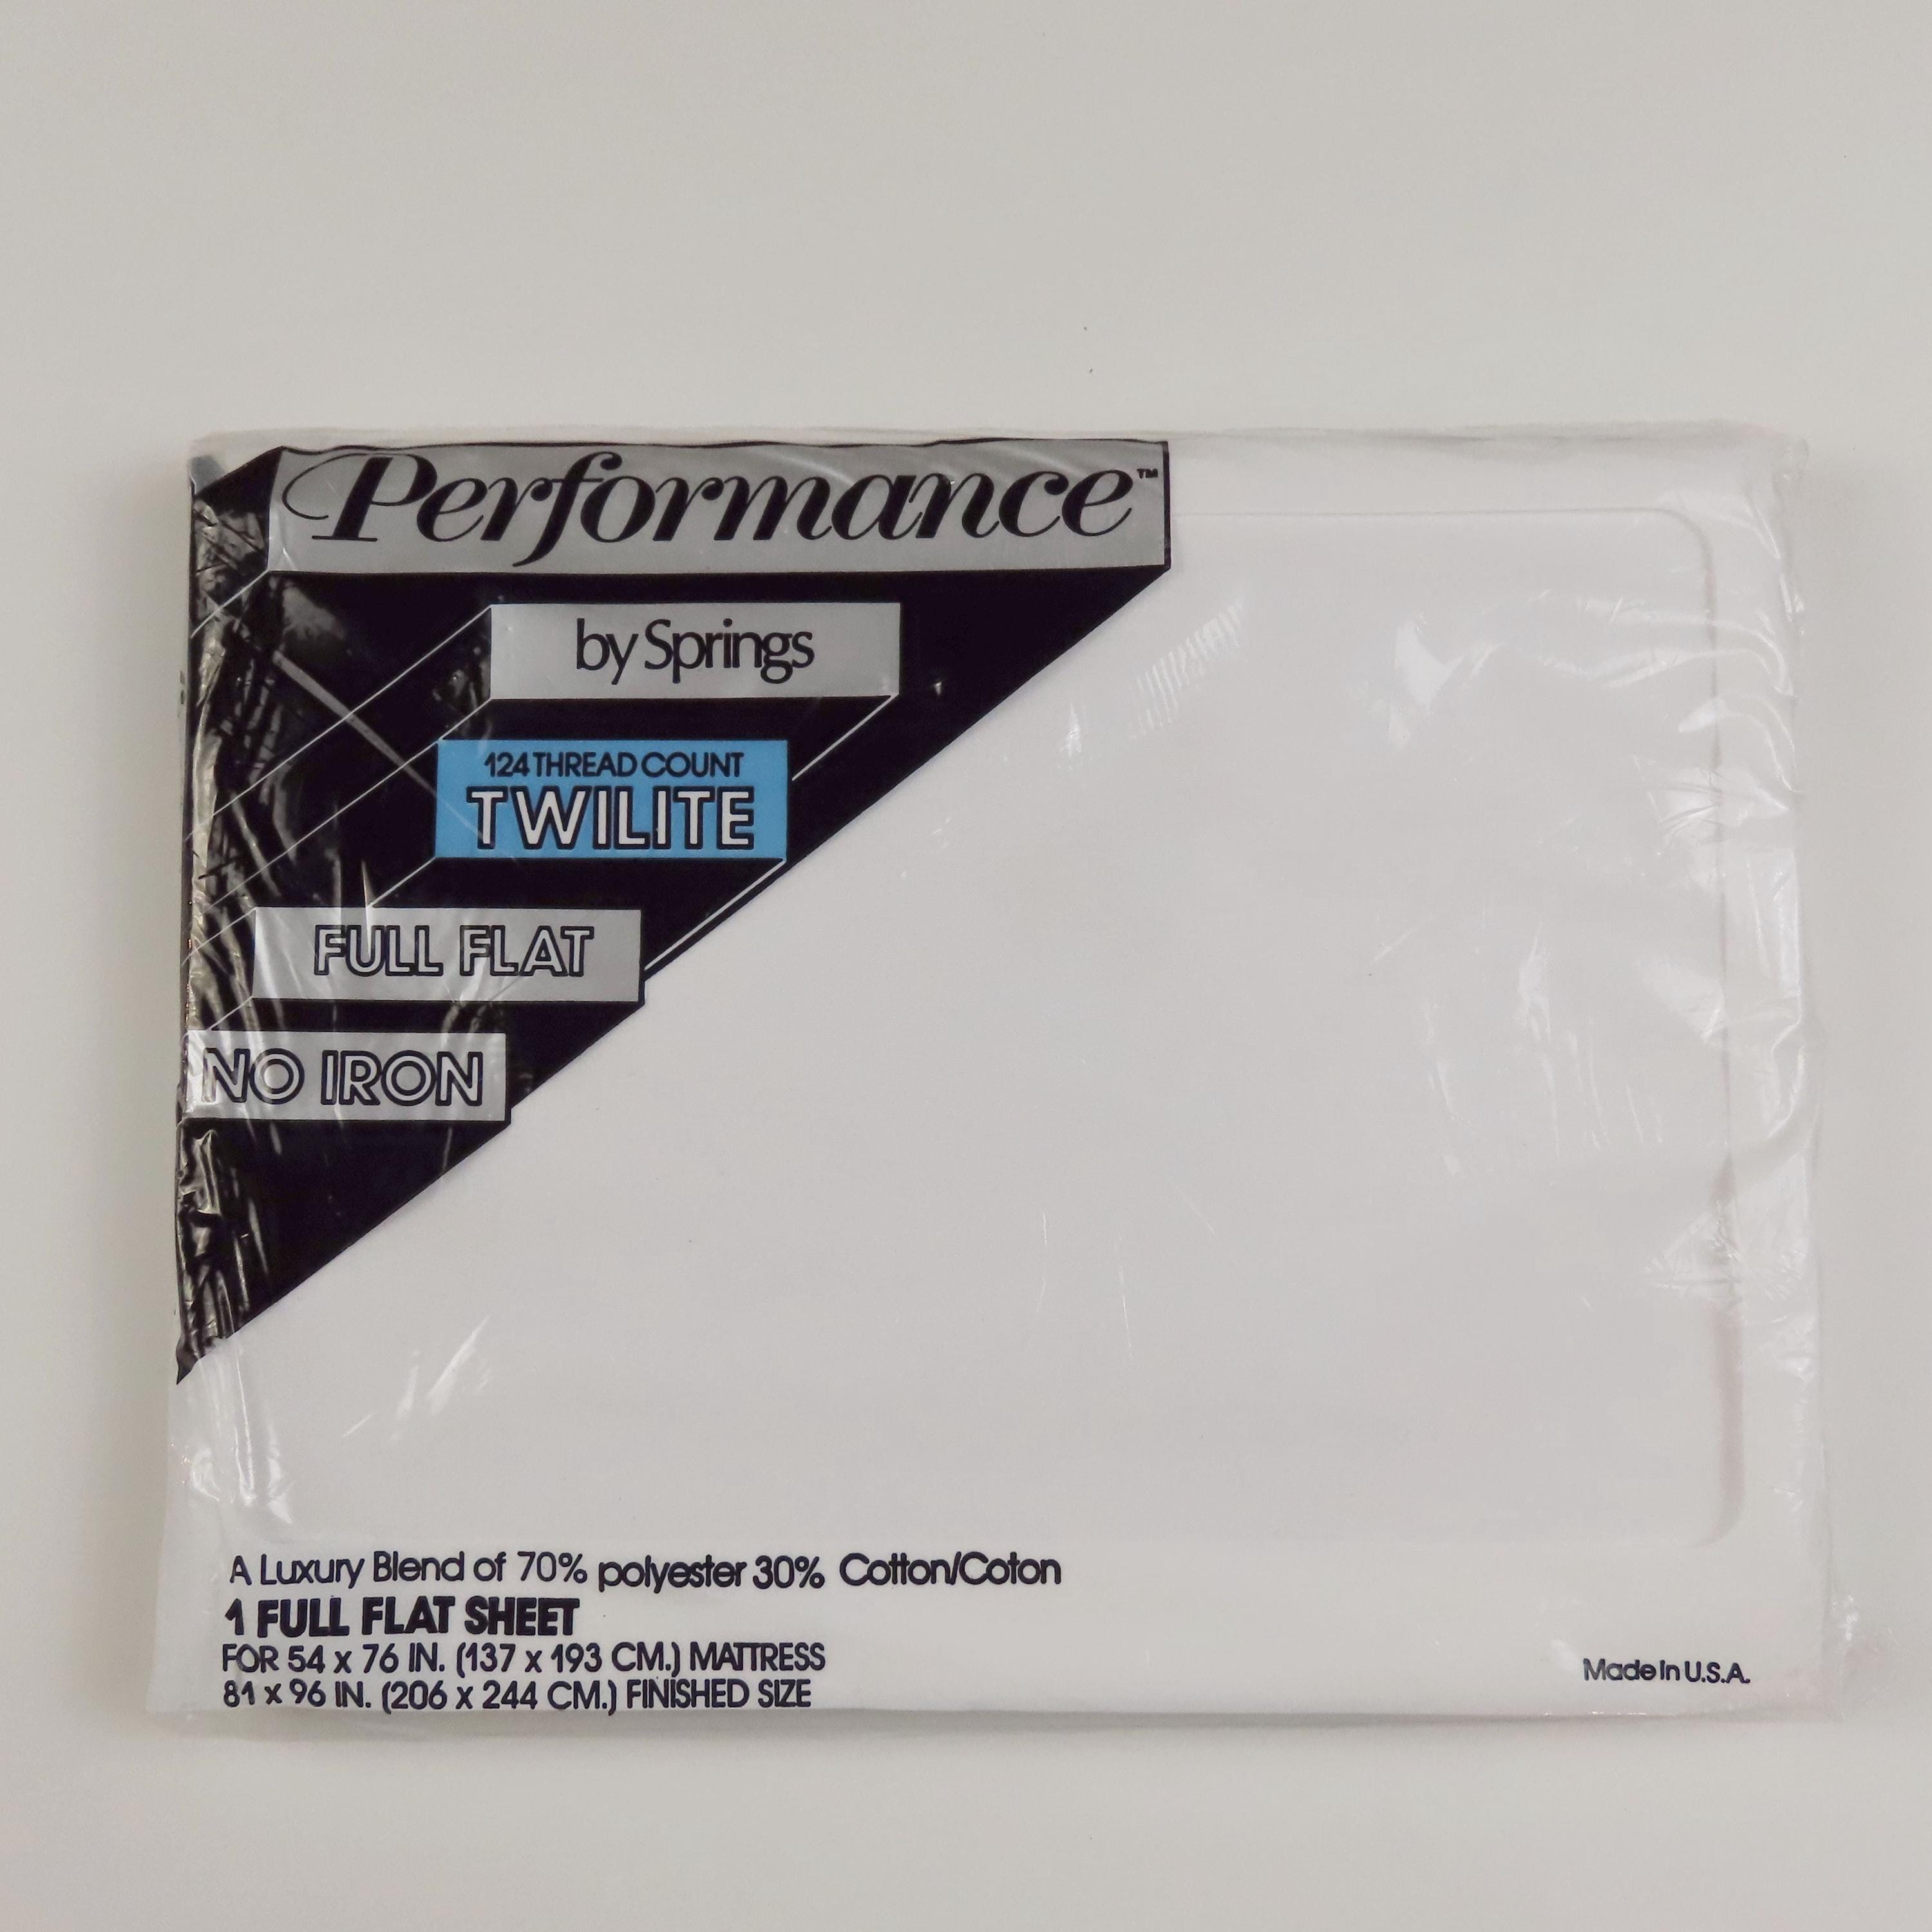 Performance™
by Springs
124 THREAD COUNT
TWILITE
FULL FLAT
NO IRON
A Luxury Blend of 70% polyester 30% Cotton/Coton
1 FULL FLAT SHEET
FOR 54 x 76 IN. (137 x 193 CM.) MATTRESS
81 x 96 IN. (206 x 244 CM.) FINISHED SIZE
Made in U.S.A.